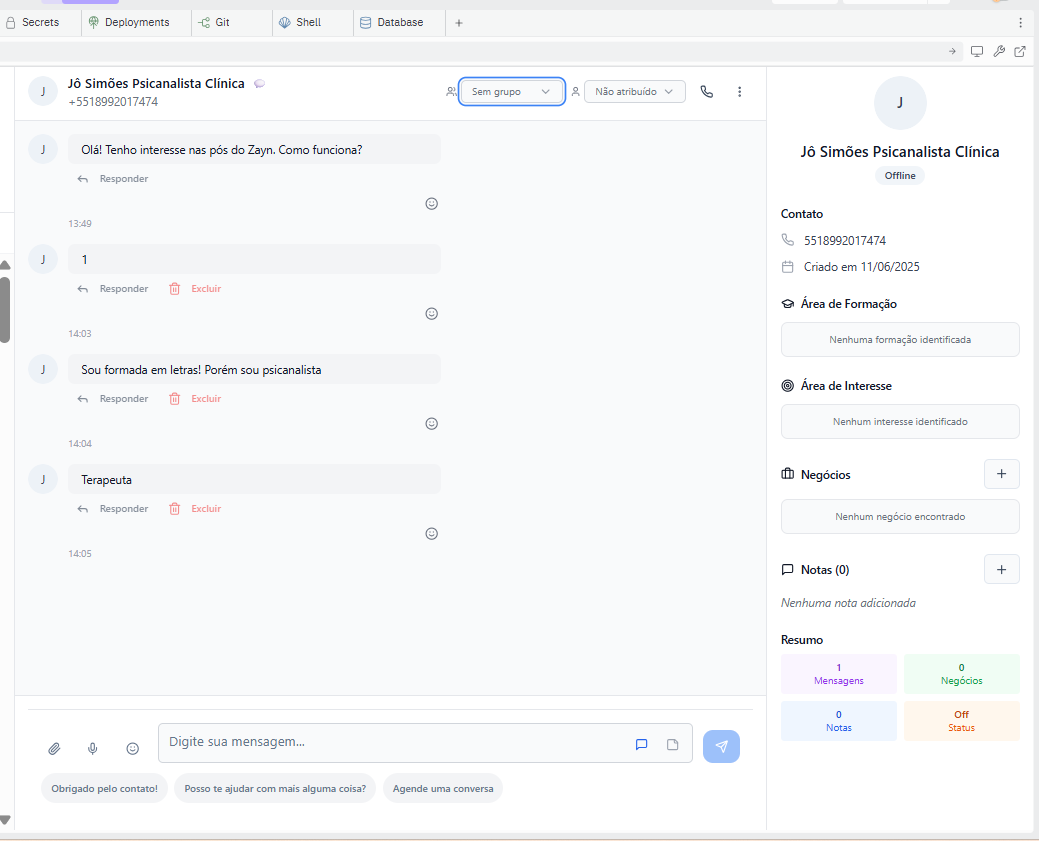 Secrets
Deployments
Git
Shell
Database
J
Jô Simões Psicanalista Clínica
+5518992017474
Sem grupo
Não atribuído
J
Olá! Tenho interesse nas pós do Zayn. Como funciona?
Responder
13:49
J
1
Responder
Excluir
14:03
J
Sou formada em letras! Porém sou psicanalista
Responder
Excluir
14:04
J
Terapeuta
Responder
Excluir
14:05
Digite sua mensagem...
Obrigado pelo contato!
Posso te ajudar com mais alguma coisa?
Agende uma conversa
J
Jô Simões Psicanalista Clínica
Offline
Contato
5518992017474
Criado em 11/06/2025
Área de Formação
Nenhuma formação identificada
Área de Interesse
Nenhum interesse identificado
Negócios
Nenhum negócio encontrado
Notas (0)
Nenhuma nota adicionada
Resumo
1
Mensagens
0
Negócios
0
Notas
Off
Status